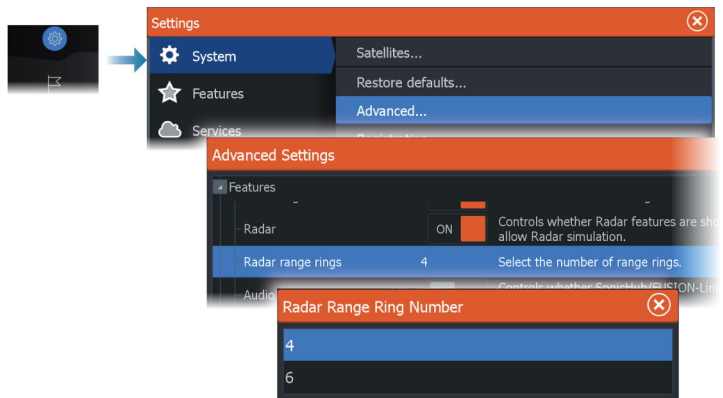 Settings
System
Satellites...
Features
Restore defaults...
Advanced...
Services
Registration
Advanced Settings
Features
Radar
ON
Controls whether Radar features are sho
allow Radar simulation.
Radar range rings
4
Select the number of range rings.
Audio
Controls whether SonicHub/FUSION-Link
Radar Range Ring Number
4
6